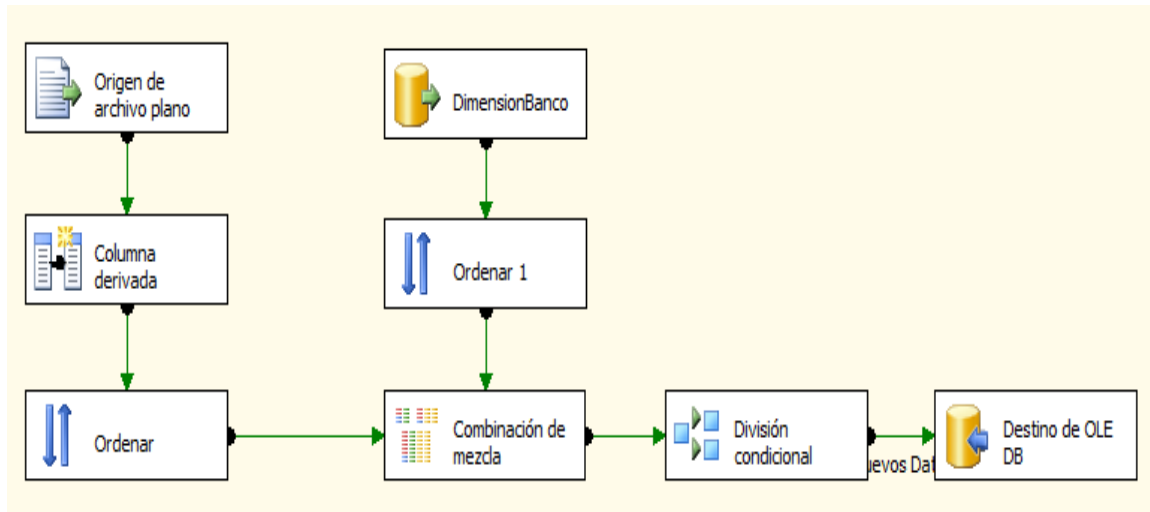 Origen de
archivo plano
DimensionBanco
Columna
derivada
Ordenar 1
Ordenar
Combinación de
mezcla
División
condicional
Destino de OLE
DB